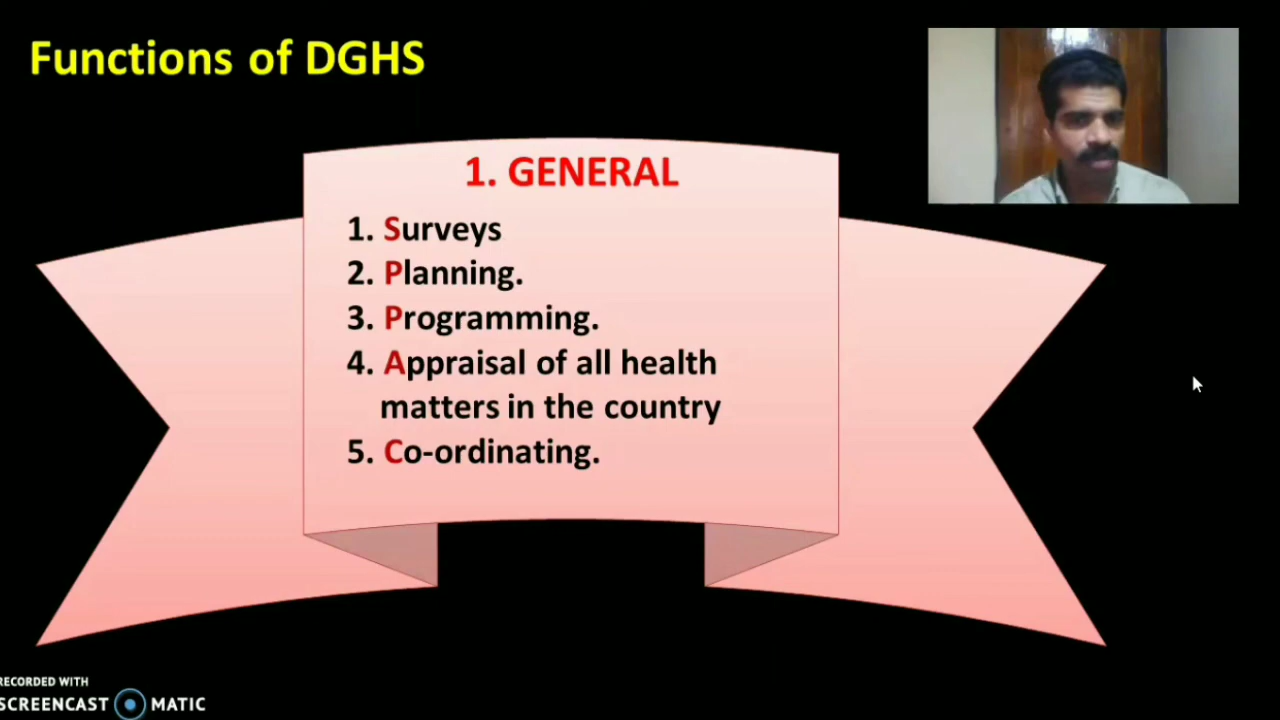 Functions of DGHS
1. GENERAL
1. Surveys
2. Planning.
3. Programming.
4. Appraisal of all health
matters in the country
5. Co-ordinating.
RECORDED WITH
SCREENCAST MATIC